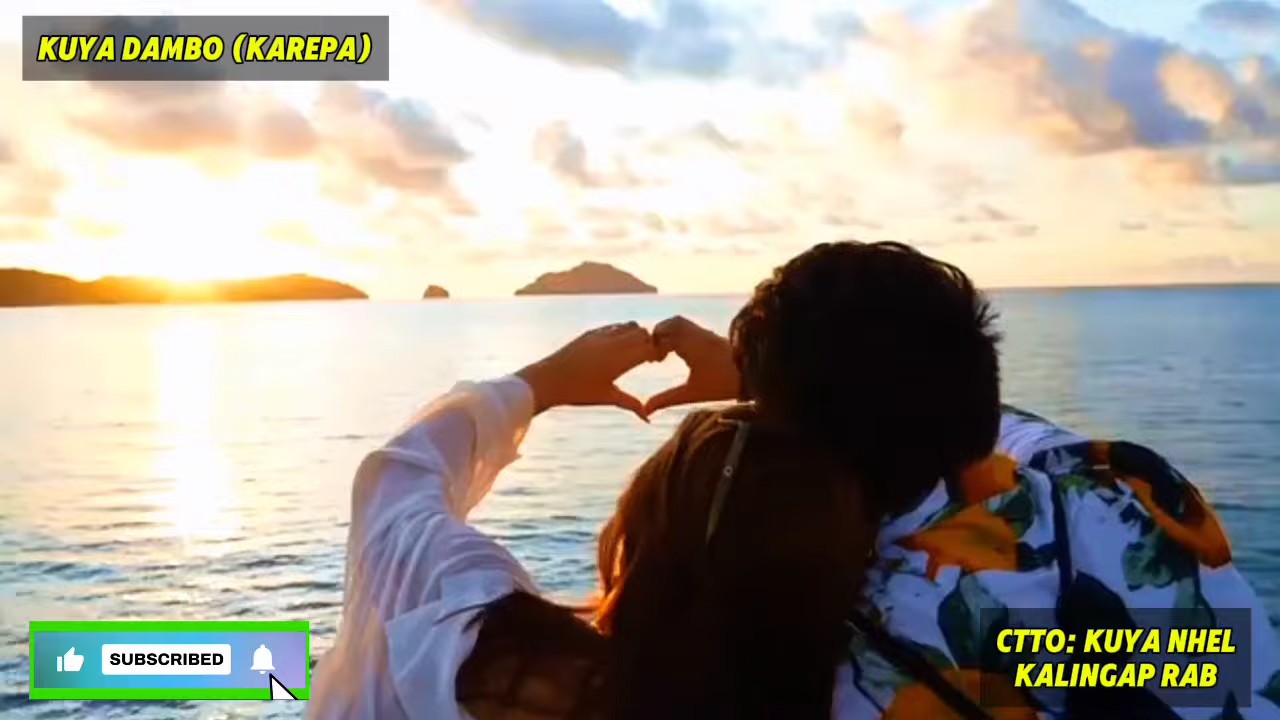 KUYA DAMBO (KAREPA)
SUBSCRIBED
CTTO: KUYA NHEL
KALINGAP RAB